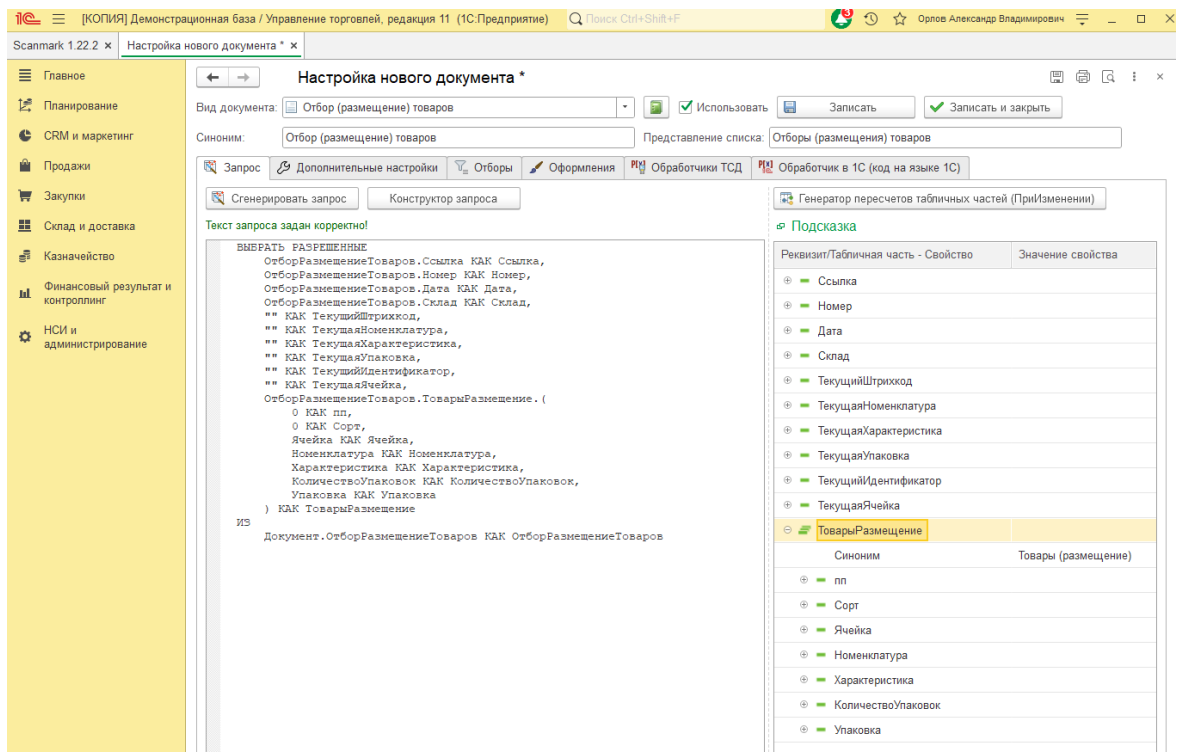 [КОПИЯ] Демонстрационная база / Управление торговлей, редакция 11 (1С:Предприятие)
Поиск Ctrl+Shift+F
3
Орлов Александр Владимирович
Scanmark 1.22.2 ×
Настройка нового документа * ×
Главное
Планирование
CRM и маркетинг
Продажи
Закупки
Склад и доставка
Казначейство
Финансовый результат и
контроллинг
НСИ и
администрирование
Настройка нового документа *
Вид документа: Отбор (размещение) товаров
Использовать
Записать
Записать и закрыть
Синоним: Отбор (размещение) товаров
Представление списка: Отборы (размещения) товаров
Запрос
Дополнительные настройки
Отборы
Оформления
Обработчики ТСД
Обработчик в 1С (код на языке 1С)
Сгенерировать запрос
Конструктор запроса
Текст запроса задан корректно!
ВЫБРАТЬ РАЗРЕШЕННЫЕ
ОтборРазмещениеТоваров.Ссылка КАК Ссылка,
ОтборРазмещениеТоваров.Номер КАК Номер,
ОтборРазмещениеТоваров.Дата КАК Дата,
ОтборРазмещениеТоваров.Склад КАК Склад,
"" КАК ТекущийШтрихкод,
"" КАК ТекущаяНоменклатура,
"" КАК ТекущаяХарактеристика,
"" КАК ТекущаяУпаковка,
"" КАК ТекущийИдентификатор,
"" КАК ТекущаяЯчейка,
ОтборРазмещениеТоваров.ТоварыРазмещение.(
0 КАК пп,
0 КАК Сорт,
Ячейка КАК Ячейка,
Номенклатура КАК Номенклатура,
Характеристика КАК Характеристика,
КоличествоУпаковок КАК КоличествоУпаковок,
Упаковка КАК Упаковка
) КАК ТоварыРазмещение
ИЗ
Документ.ОтборРазмещениеТоваров КАК ОтборРазмещениеТоваров
Генератор пересчетов табличных частей (ПриИзменении)
Подсказка
Реквизит/Табличная часть - Свойство Значение свойства
Ссылка
Номер
Дата
Склад
ТекущийШтрихкод
ТекущаяНоменклатура
ТекущаяХарактеристика
ТекущаяУпаковка
ТекущийИдентификатор
ТекущаяЯчейка
ТоварыРазмещение
Синоним Товары (размещение)
пп
Сорт
Ячейка
Номенклатура
Характеристика
КоличествоУпаковок
Упаковка